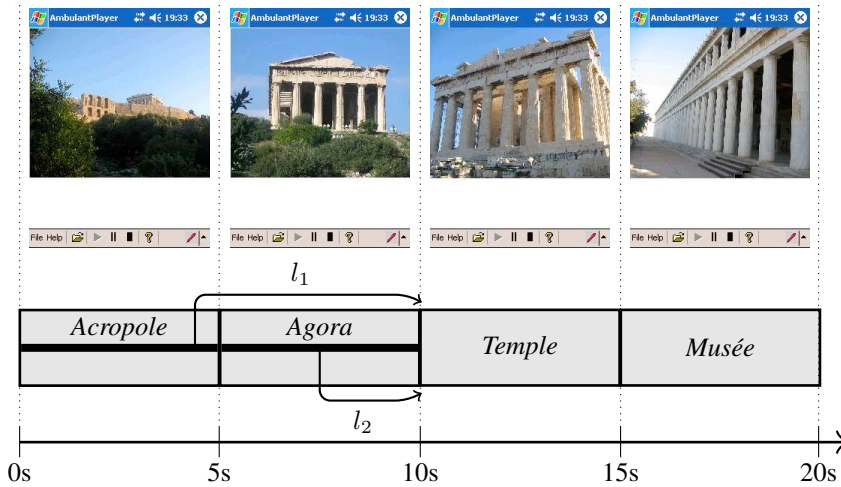 AmbulantPlayer 19:33
AmbulantPlayer 19:33
AmbulantPlayer 19:33
AmbulantPlayer 19:33
File Help
File Help
File Help
File Help
l1
Acropole
Agora
Temple
Musée
l2
0s
5s
10s
15s
20s